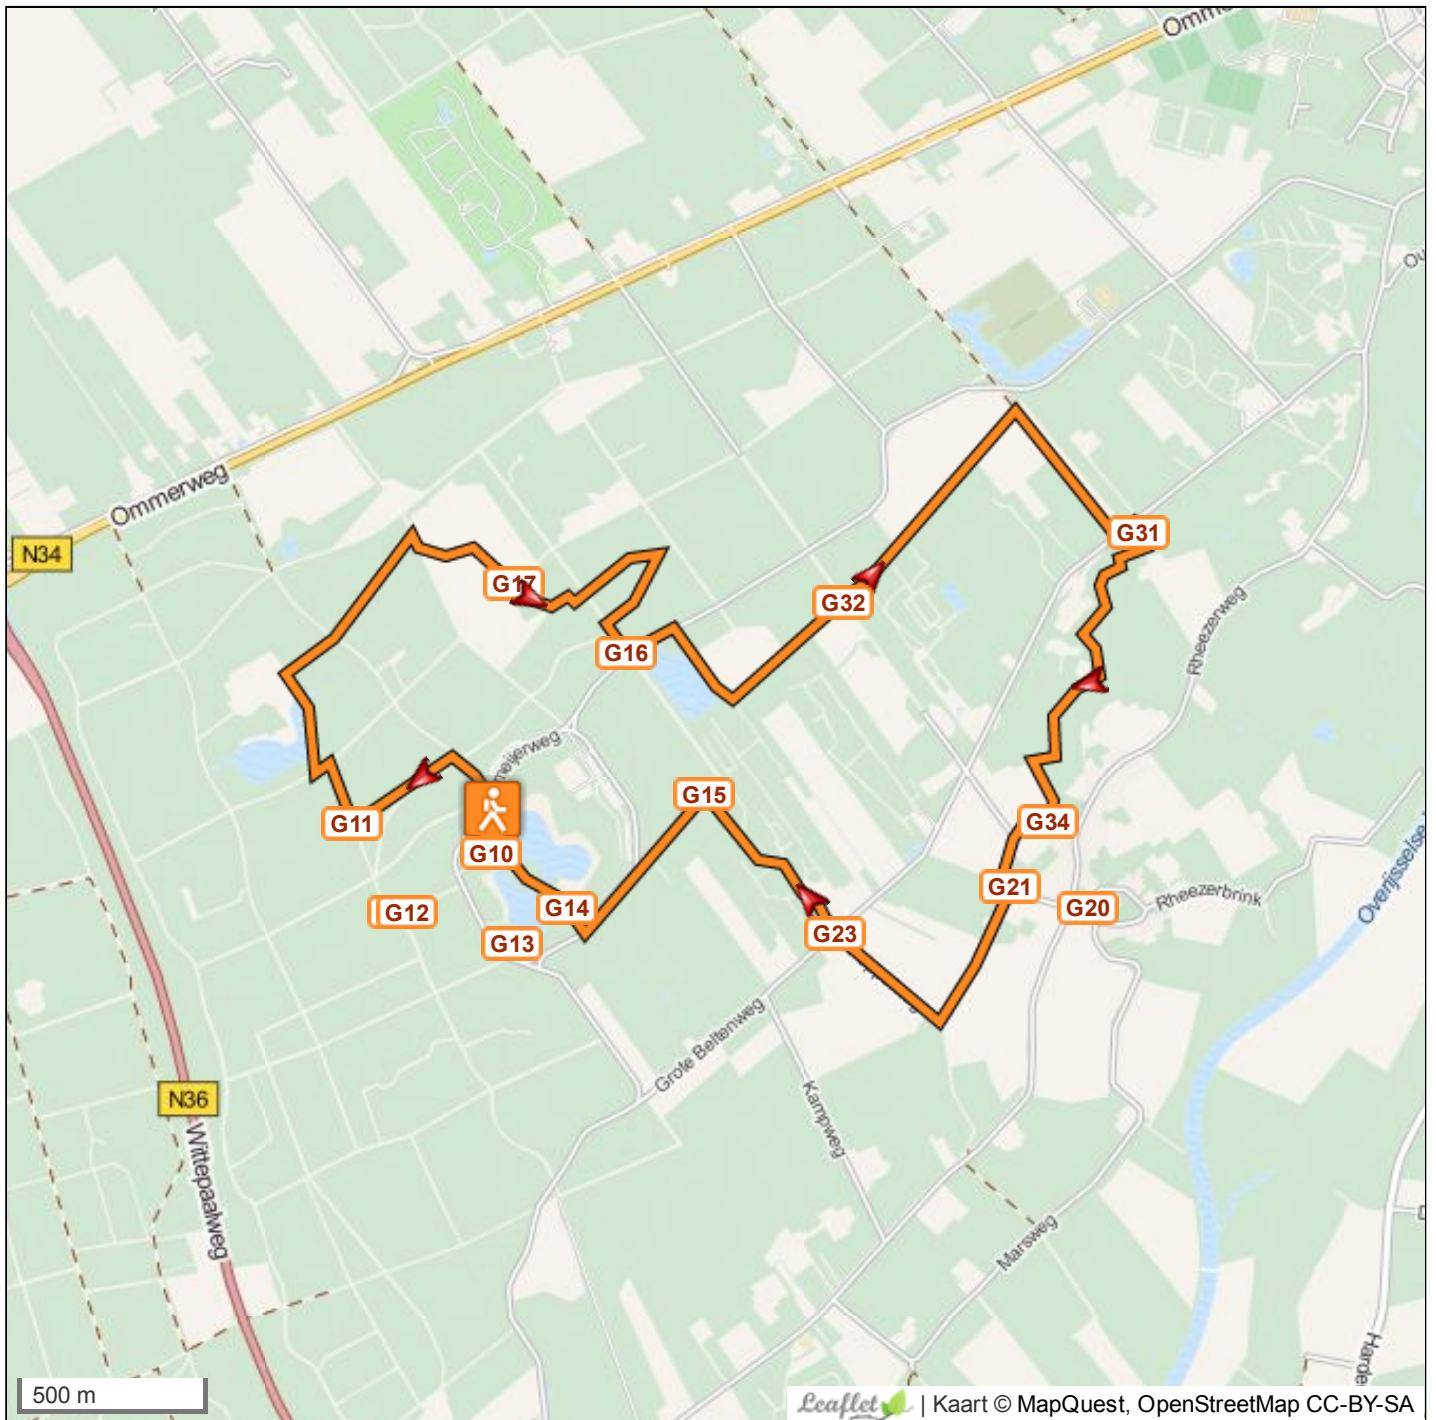 Ommerweg
N34
G31
G17
G32
G16
Rheezerweg
G15
G11
G34
G10
G21
G14
G12
G20
Rheezerbrink
G13
G23
Grote Beltenweg
Kampweg
N36
Wittepaalweg
Marsweg
500 m
Leaflet | Kaart © MapQuest, OpenStreetMap CC-BY-SA